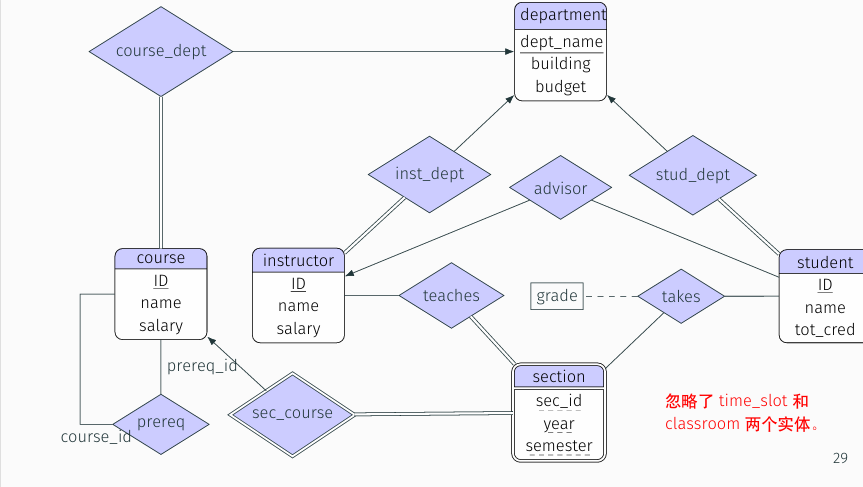 department
dept_name
building
budget
course_dept
inst_dept
advisor
stud_dept
course
ID
name
salary
instructor
ID
name
salary
student
ID
name
tot_cred
teaches
grade
takes
prereq_id
section
sec_id
year
semester
sec_course
prereq
course_id
忽略了 time_slot 和
classroom 两个实体。
29